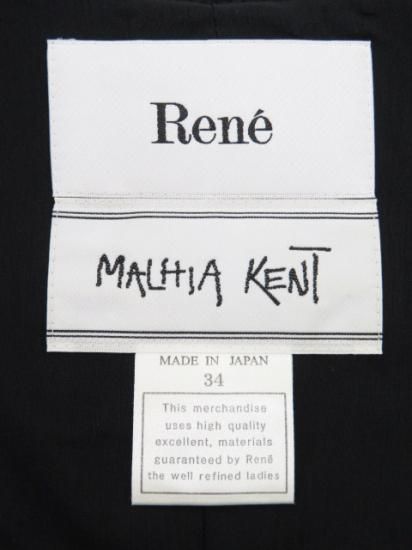 René
MALHIA KENT
MADE IN JAPAN
34
This merchandise
uses high quality
excellent, materials
guaranteed by René
the well refined ladies